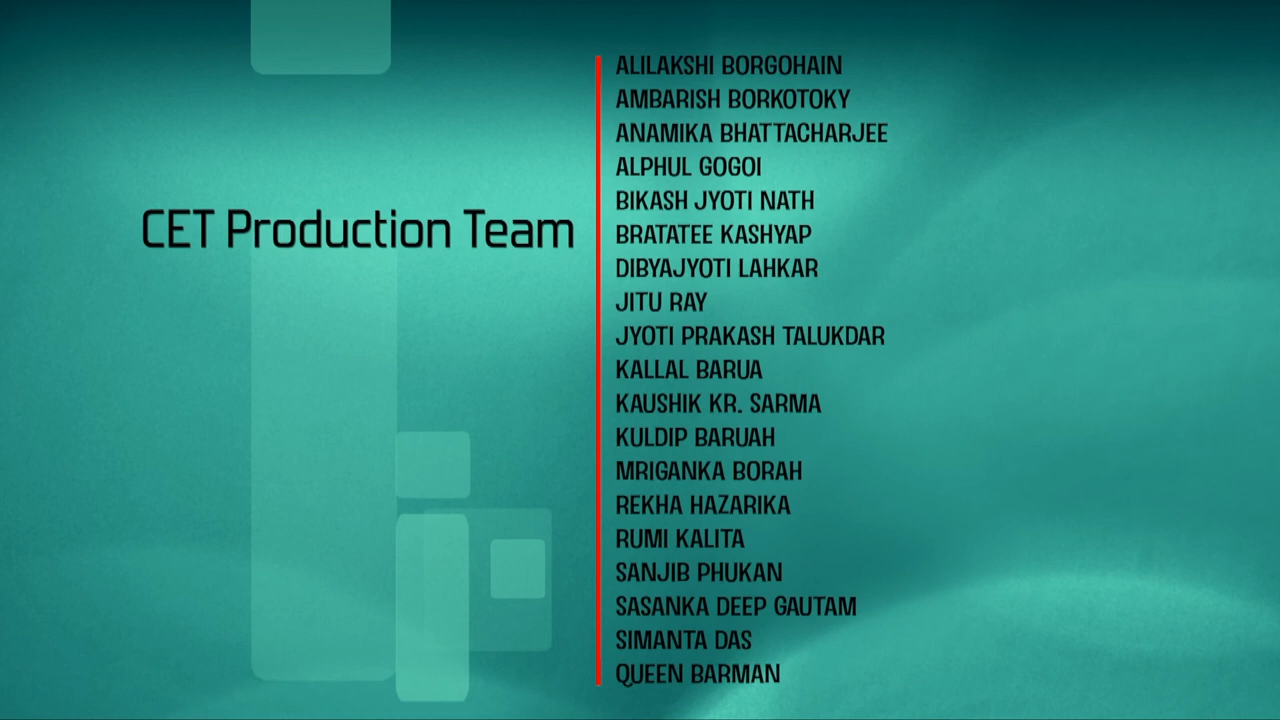 CET Production Team
ALILAKSHI BORGOHAIN
AMBARISH BORKOTOKY
ANAMIKA BHATTACHARJEE
ALPHUL GOGOI
BIKASH JYOTI NATH
BRATATEE KASHYAP
DIBYAJYOTI LAHKAR
JITU RAY
JYOTI PRAKASH TALUKDAR
KALLAL BARUA
KAUSHIK KR. SARMA
KULDIP BARUAH
MRIGANKA BORAH
REKHA HAZARIKA
RUMI KALITA
SANJIB PHUKAN
SASANKA DEEP GAUTAM
SIMANTA DAS
QUEEN BARMAN